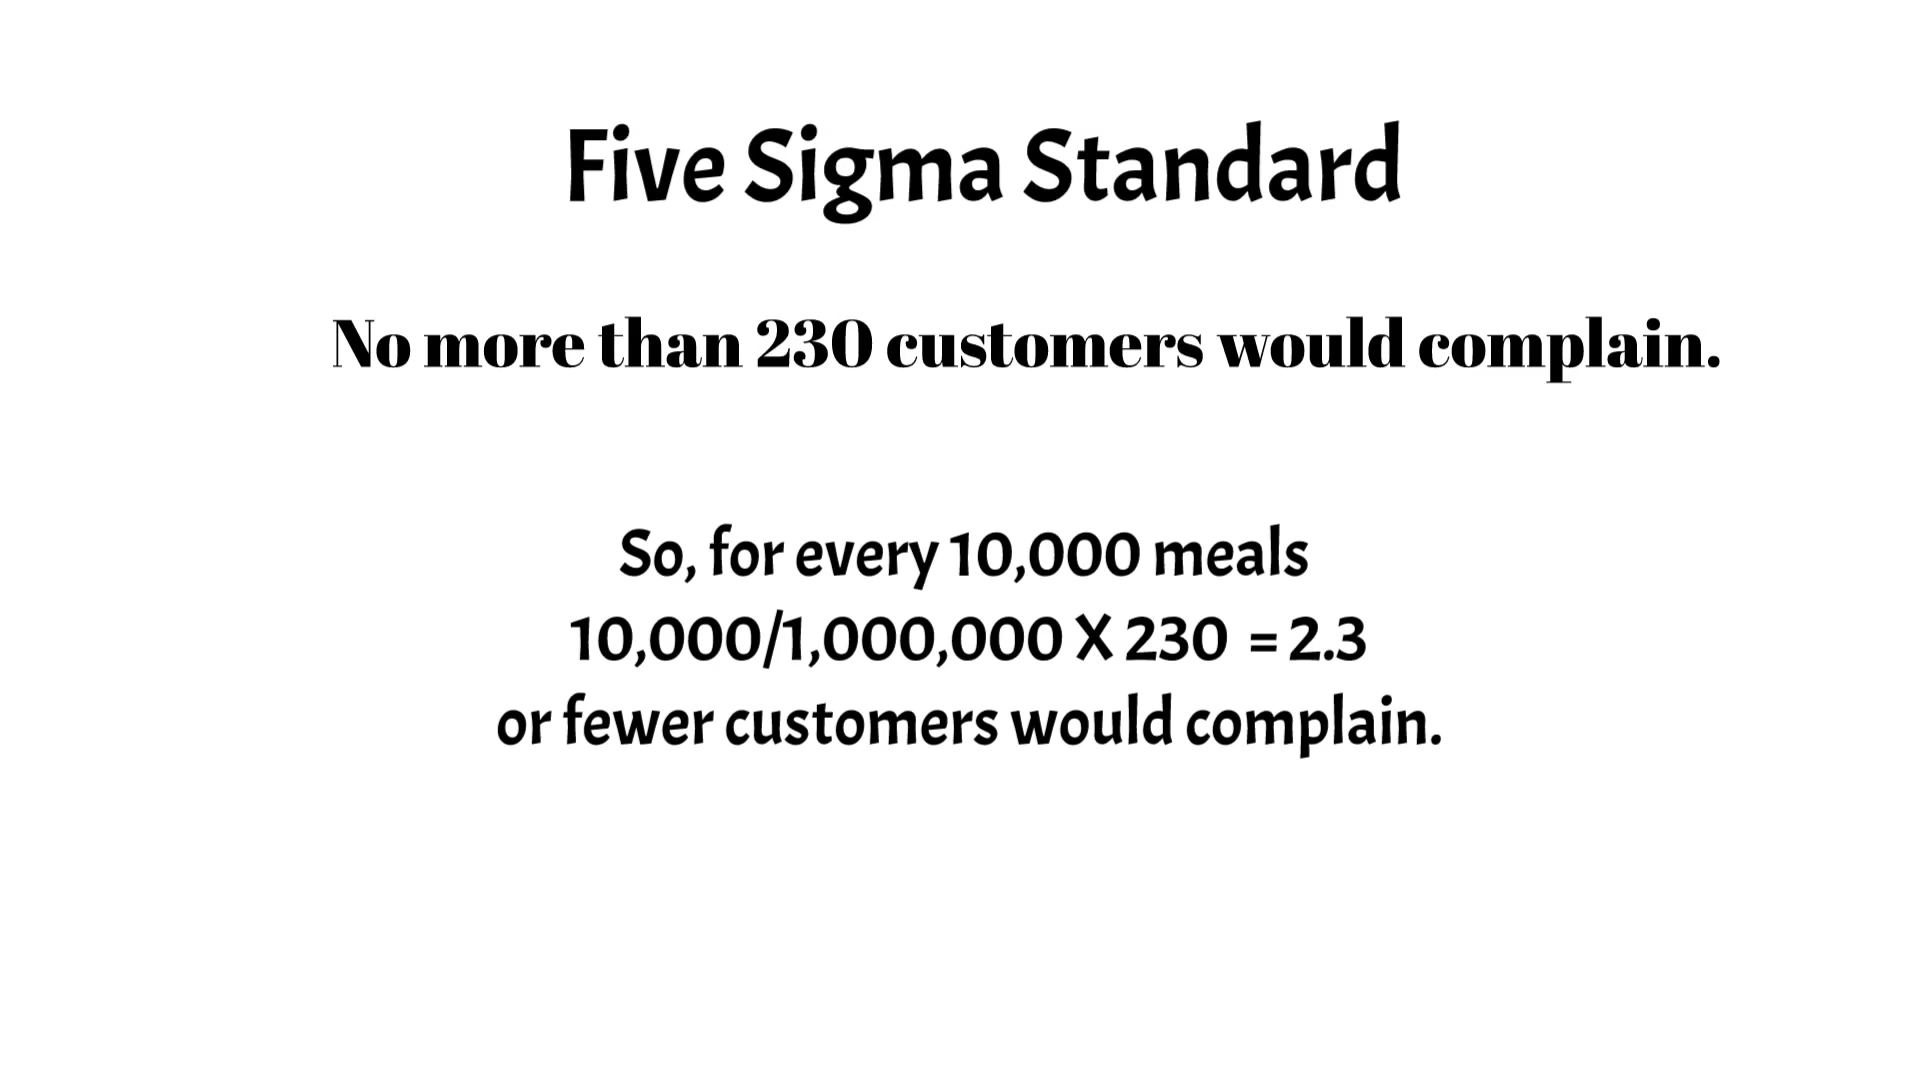 Five Sigma Standard
No more than 230 customers would complain.
So, for every 10,000 meals
10,000/1,000,000 X 230 = 2.3
or fewer customers would complain.